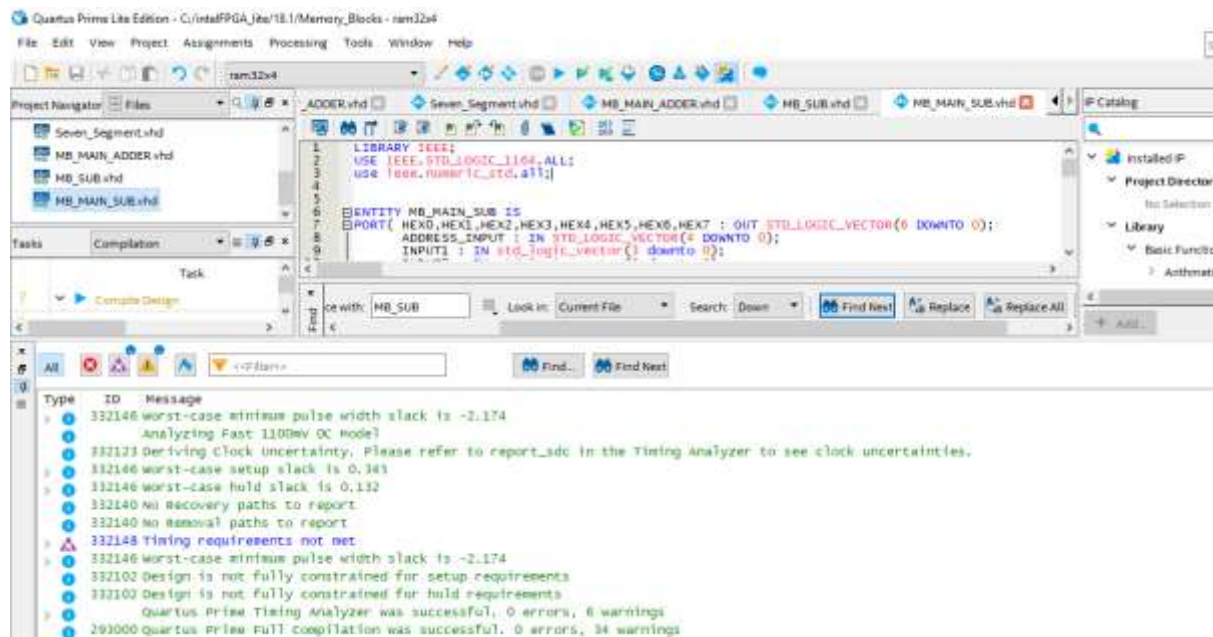 Quartus Prime Lite Edition - C:/intelFPGA_lite/18.1/Memory_Blocks - ram32x4
File Edit View Project Assignments Processing Tools Window Help
ram32x4
Project Navigator Files
_ADDER.vhd Seven_Segment.vhd MB_MAIN_ADDER.vhd MB_SUB.vhd MB_MAIN_SUB.vhd
IP Catalog
Seven_Segment.vhd
MB_MAIN_ADDER.vhd
MB_SUB.vhd
MB_MAIN_SUB.vhd
1 LIBRARY IEEE;
2 USE IEEE.STD_LOGIC_1164.ALL;
3 use ieee.numeric_std.all;
4
5
6 ENTITY MB_MAIN_SUB IS
7 PORT( HEX0,HEX1,HEX2,HEX3,HEX4,HEX5,HEX6,HEX7 : OUT STD_LOGIC_VECTOR(6 DOWNTO 0);
8 ADDRESS_INPUT : IN STD_LOGIC_VECTOR(4 DOWNTO 0);
9 INPUT1 : IN std_logic_vector(3 downto 0);
Installed IP
Project Director
No Selection
Library
Basic Functio
Arithmeti
+ Add...
Tasks Compilation
Task
Compile Design
Find
ce with: MB_SUB Look in: Current File Search: Down Find Next Replace Replace All
All <<Filter>> Find... Find Next
Type ID Message
332146 worst-case minimum pulse width slack is -2.174
Analyzing Fast 1100mV 0C Model
332123 Deriving Clock Uncertainty. Please refer to report_sdc in the Timing Analyzer to see clock uncertainties.
332146 worst-case setup slack is 0.345
332146 worst-case hold slack is 0.132
332140 No Recovery paths to report
332140 No Removal paths to report
332148 Timing requirements not met
332146 worst-case minimum pulse width slack is -2.174
332102 Design is not fully constrained for setup requirements
332102 Design is not fully constrained for hold requirements
Quartus Prime Timing Analyzer was successful. 0 errors, 6 warnings
293000 Quartus Prime Full Compilation was successful. 0 errors, 34 warnings